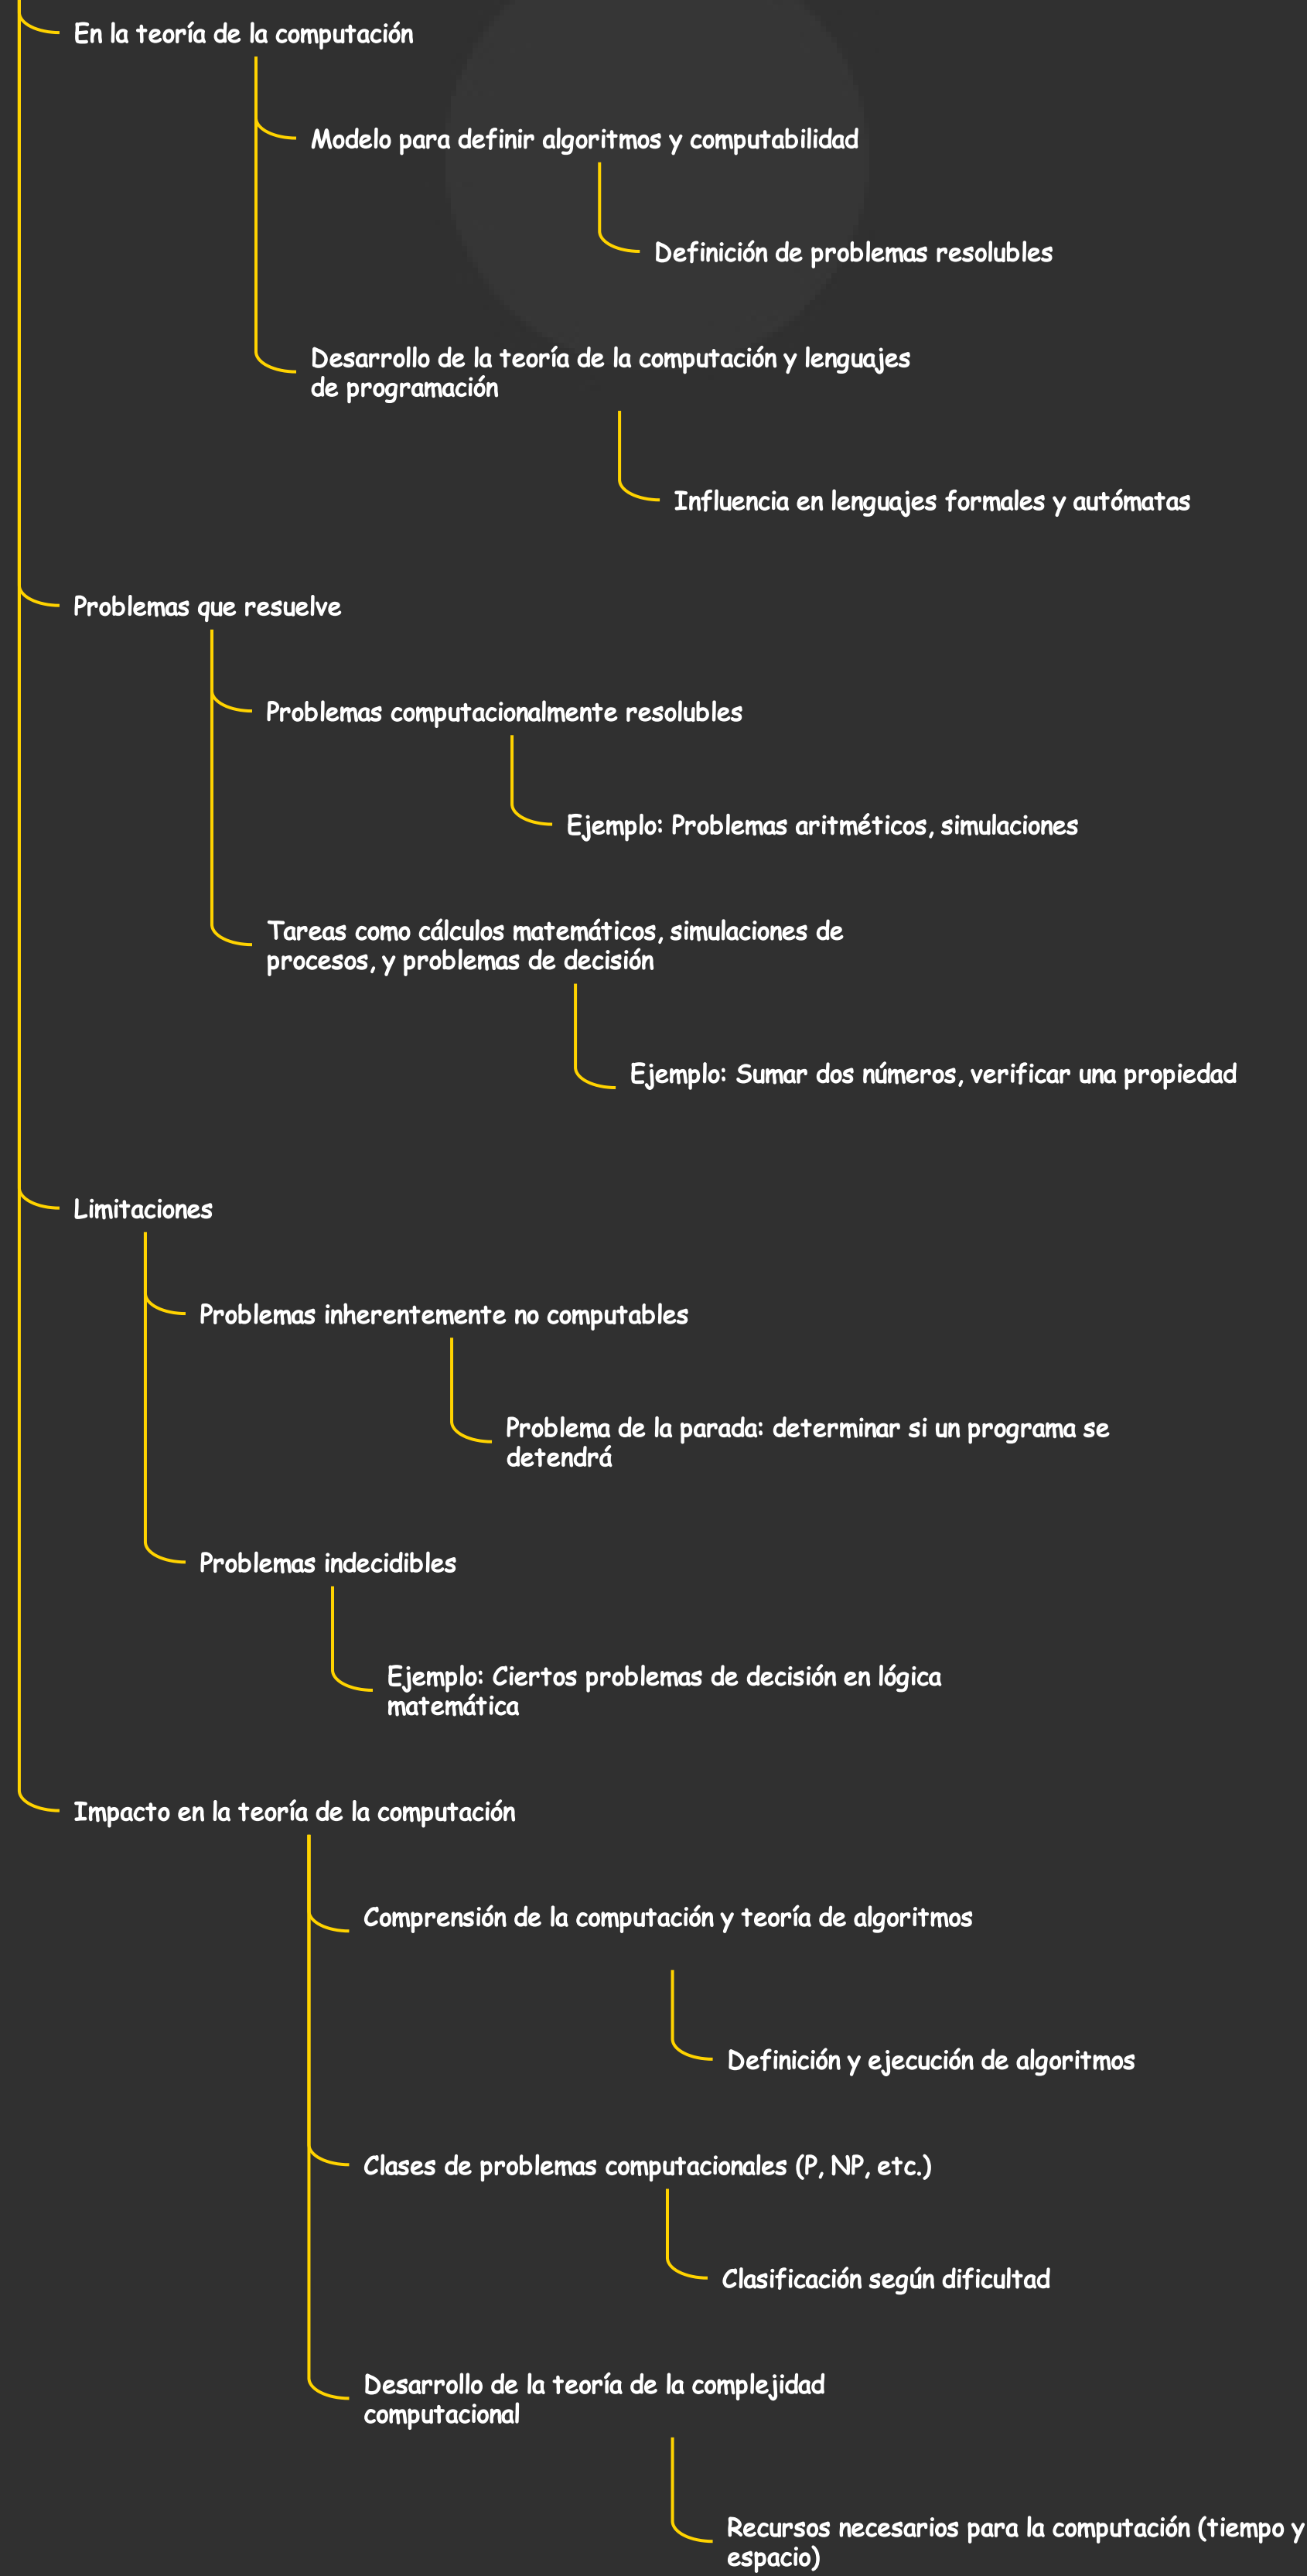 En la teoría de la computación
Modelo para definir algoritmos y computabilidad
Definición de problemas resolubles
Desarrollo de la teoría de la computación y lenguajes
de programación
Influencia en lenguajes formales y autómatas
Problemas que resuelve
Problemas computacionalmente resolubles
Ejemplo: Problemas aritméticos, simulaciones
Tareas como cálculos matemáticos, simulaciones de
procesos, y problemas de decisión
Ejemplo: Sumar dos números, verificar una propiedad
Limitaciones
Problemas inherentemente no computables
Problema de la parada: determinar si un programa se
detendrá
Problemas indecidibles
Ejemplo: Ciertos problemas de decisión en lógica
matemática
Impacto en la teoría de la computación
Comprensión de la computación y teoría de algoritmos
Definición y ejecución de algoritmos
Clases de problemas computacionales (P, NP, etc.)
Clasificación según dificultad
Desarrollo de la teoría de la complejidad
computacional
Recursos necesarios para la computación (tiempo y
espacio)